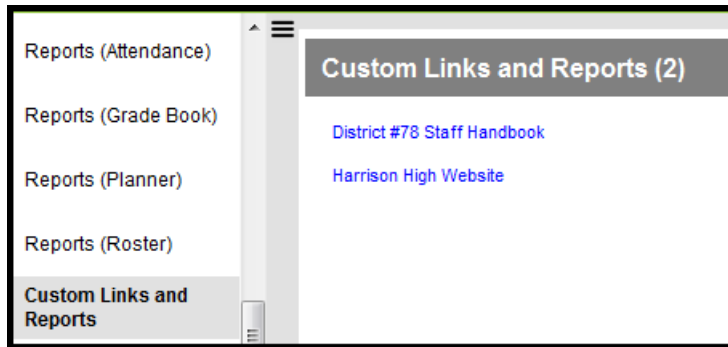 Reports (Attendance)
Reports (Grade Book)
Reports (Planner)
Reports (Roster)
Custom Links and
Reports
Custom Links and Reports (2)
District #78 Staff Handbook
Harrison High Website